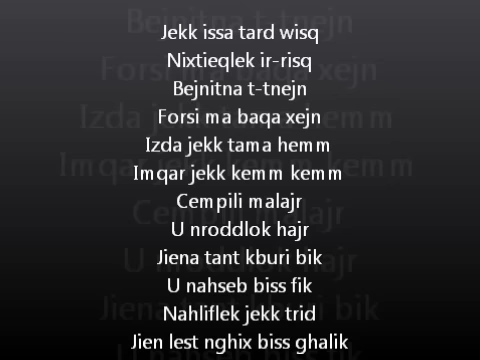 Jekk issa tard wisq
Nixtieqlek ir-risq
Bejnitna t-tnejn
Forsi ma baqa xejn
Izda jekk tama hemm
Imqar jekk kemm kemm
Cempili malajr
U nroddlok hajr
Jiena tant kburi bik
U nahseb biss fik
Nahliflek jekk trid
Jien lest nghix biss ghalik